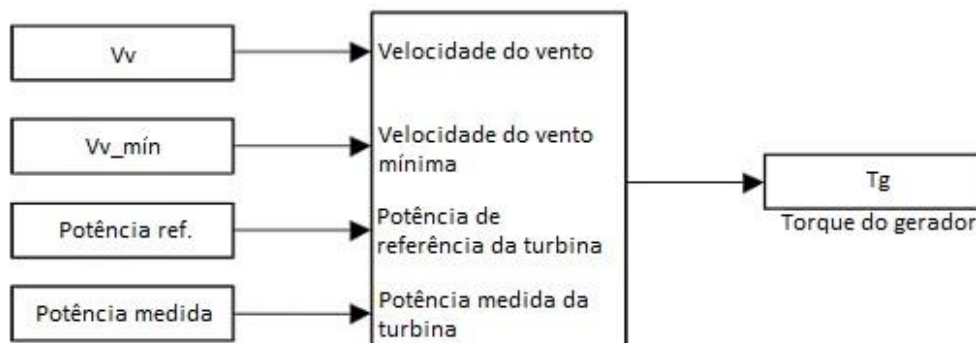 Vv
Velocidade do vento
Vv_mín
Velocidade do vento
mínima
Potência ref.
Potência de
referência da turbina
Potência medida
Potência medida da
turbina
Tg
Torque do gerador